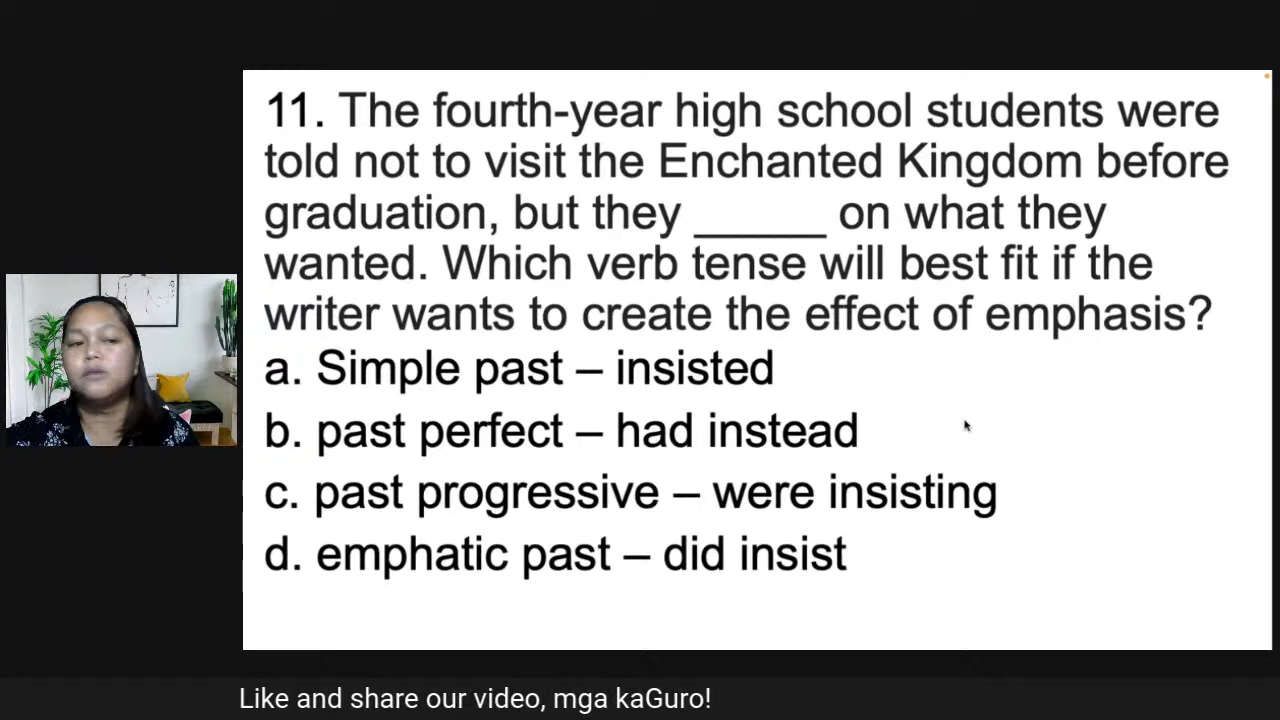 11. The fourth-year high school students were
told not to visit the Enchanted Kingdom before
graduation, but they _____ on what they
wanted. Which verb tense will best fit if the
writer wants to create the effect of emphasis?
a. Simple past – insisted
b. past perfect – had instead
c. past progressive – were insisting
d. emphatic past – did insist
Like and share our video, mga kaGuro!